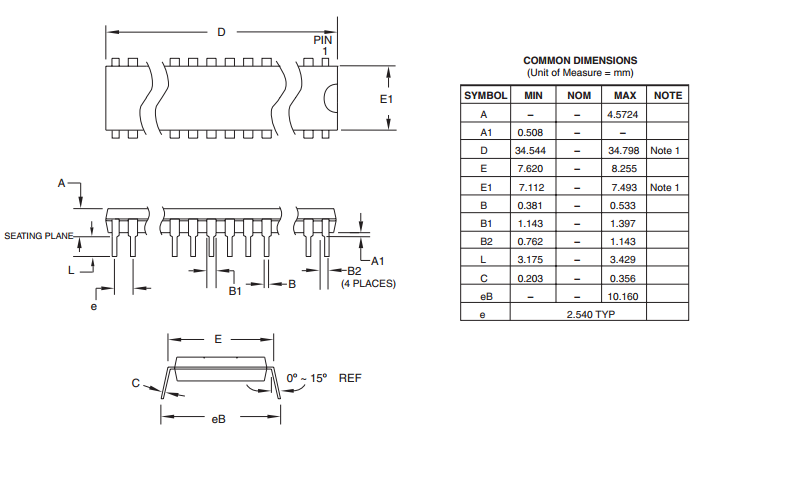 D
PIN
1
E1
A
SEATING PLANE
L
e
B1
B
A1
B2
(4 PLACES)
E
C
0º ~ 15º REF
eB
COMMON DIMENSIONS
(Unit of Measure = mm)
SYMBOL MIN NOM MAX NOTE
A – – 4.5724
A1 0.508 – –
D 34.544 – 34.798 Note 1
E 7.620 – 8.255
E1 7.112 – 7.493 Note 1
B 0.381 – 0.533
B1 1.143 – 1.397
B2 0.762 – 1.143
L 3.175 – 3.429
C 0.203 – 0.356
eB – – 10.160
e 2.540 TYP